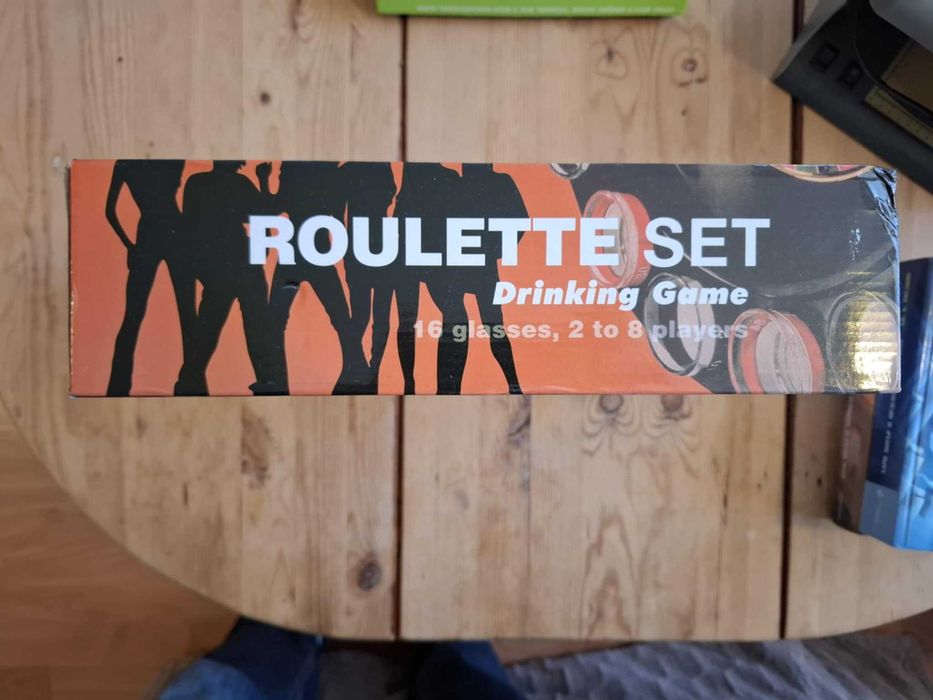 ROULETTE SET
Drinking Game
16 glasses, 2 to 8 players